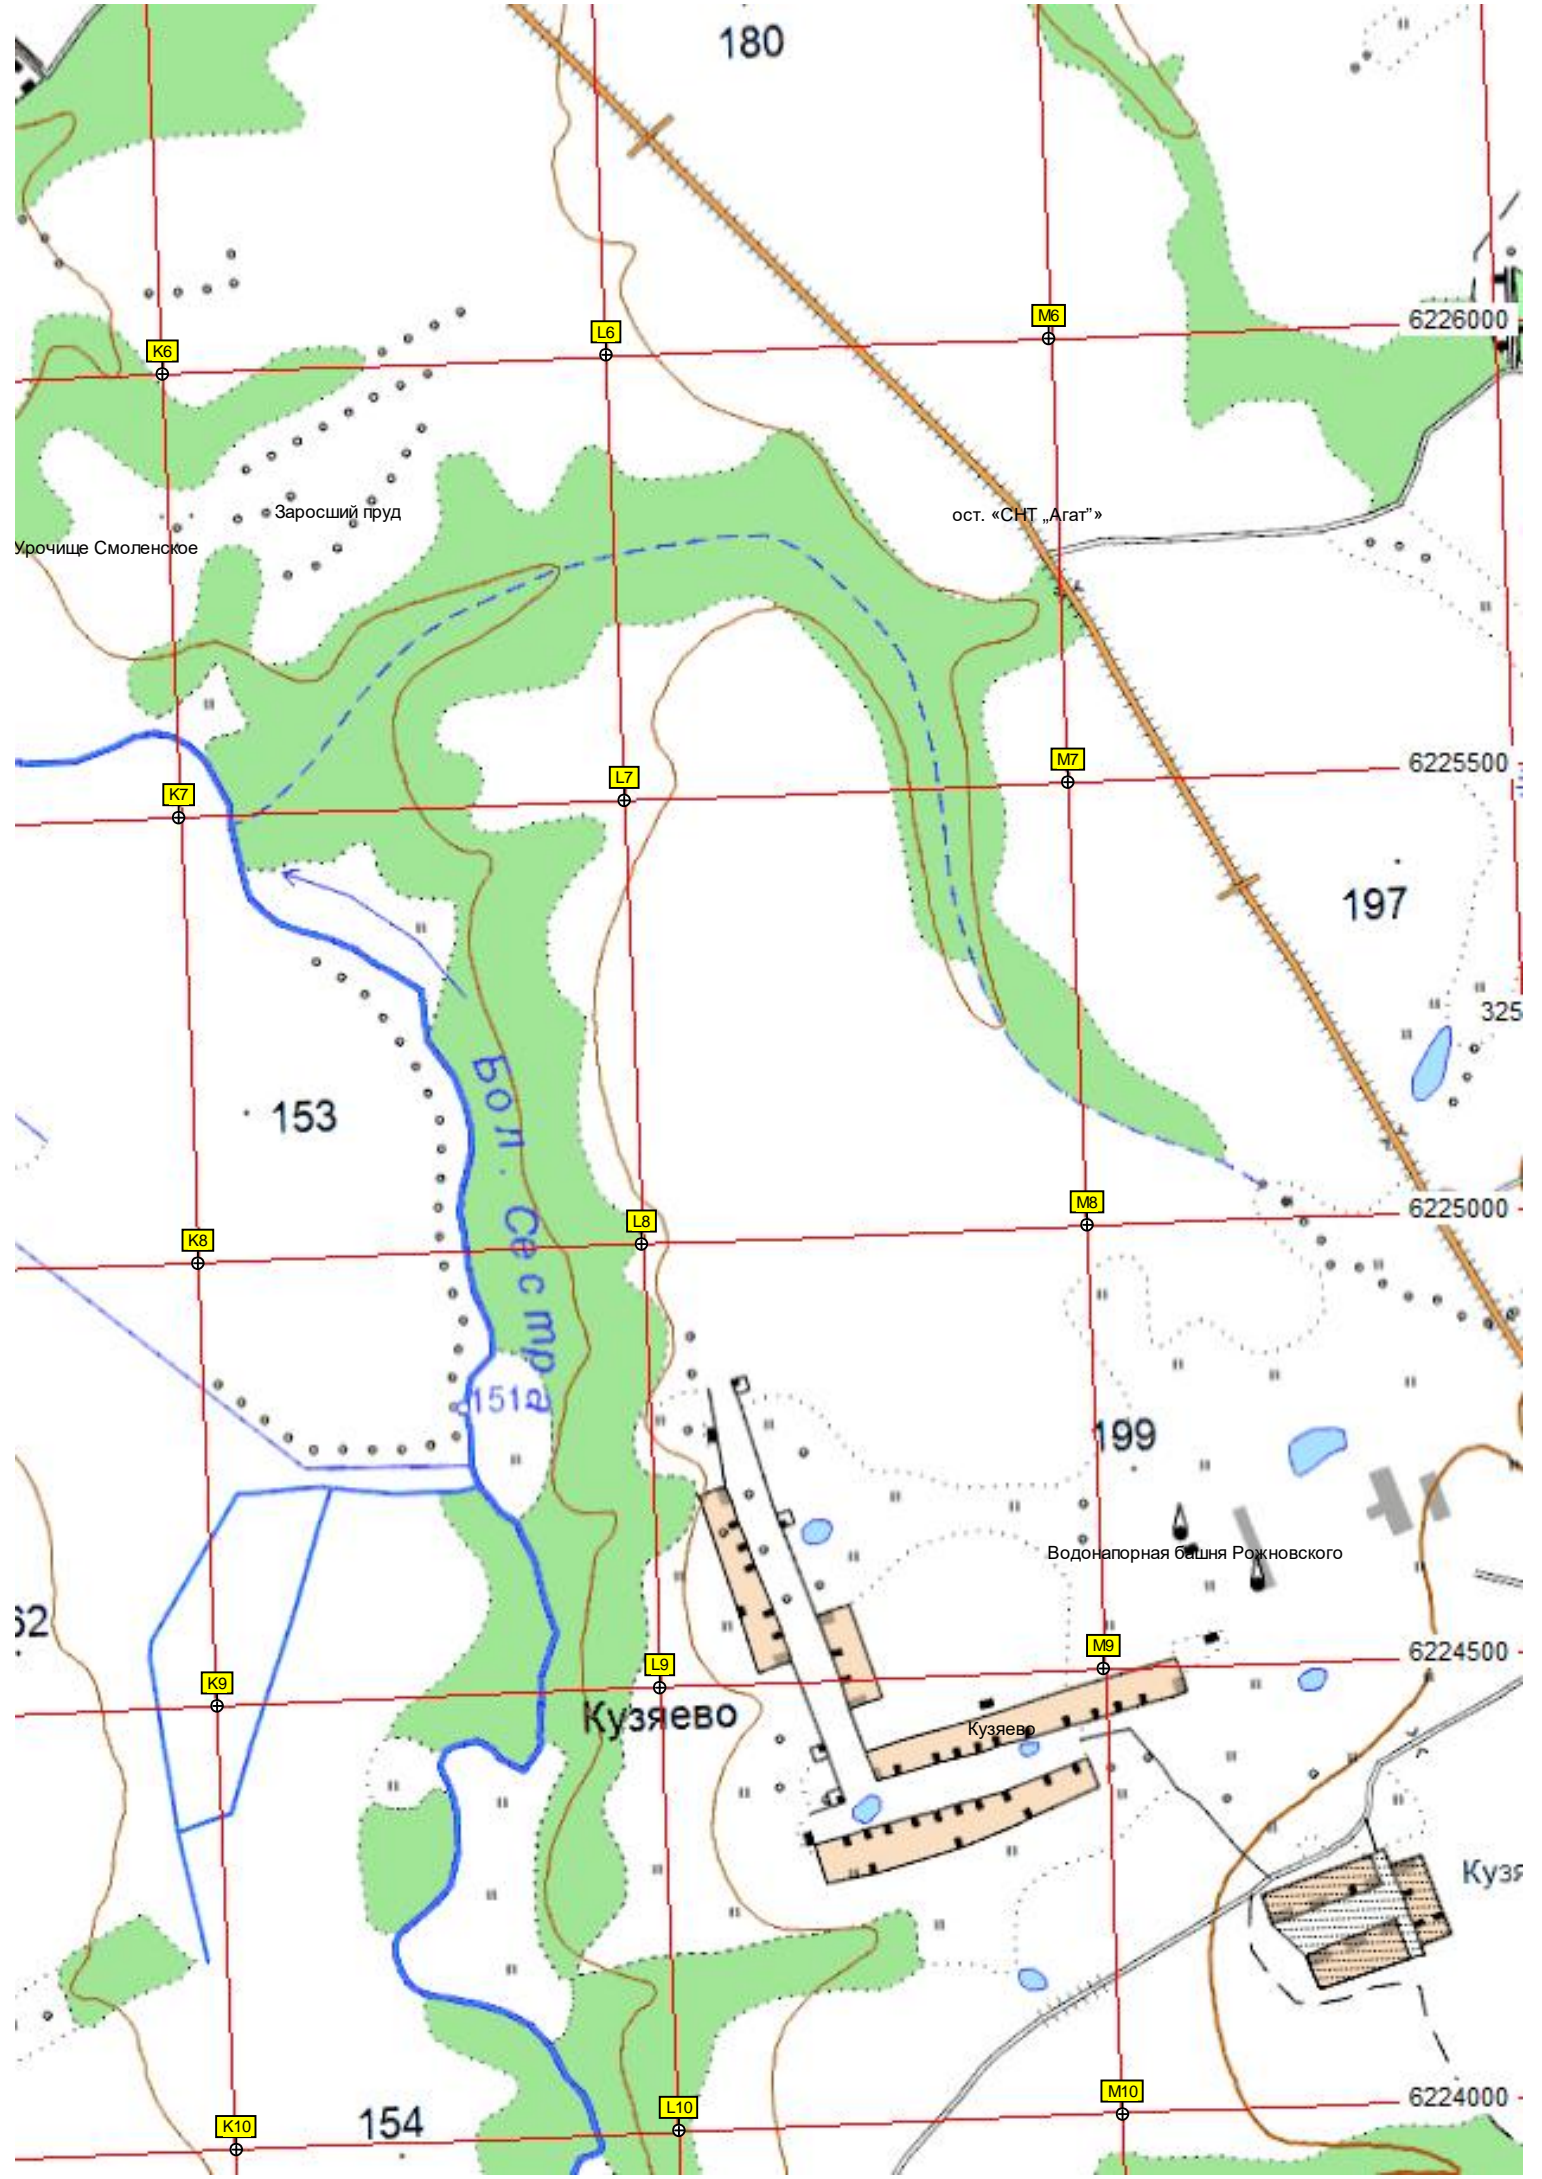 180
M6
6226000
L6
K6
Заросший пруд
ост. «СНТ „Агат"»
Урочище Смоленское
M7
6225500
L7
K7
197
325
Бол. Сестра
153
M8
6225000
L8
K8
151
199
Водонапорная башня Рожновского
62
M9
6224500
L9
K9
Кузяево
Кузяево
Кузя
M10
6224000
L10
K10
154